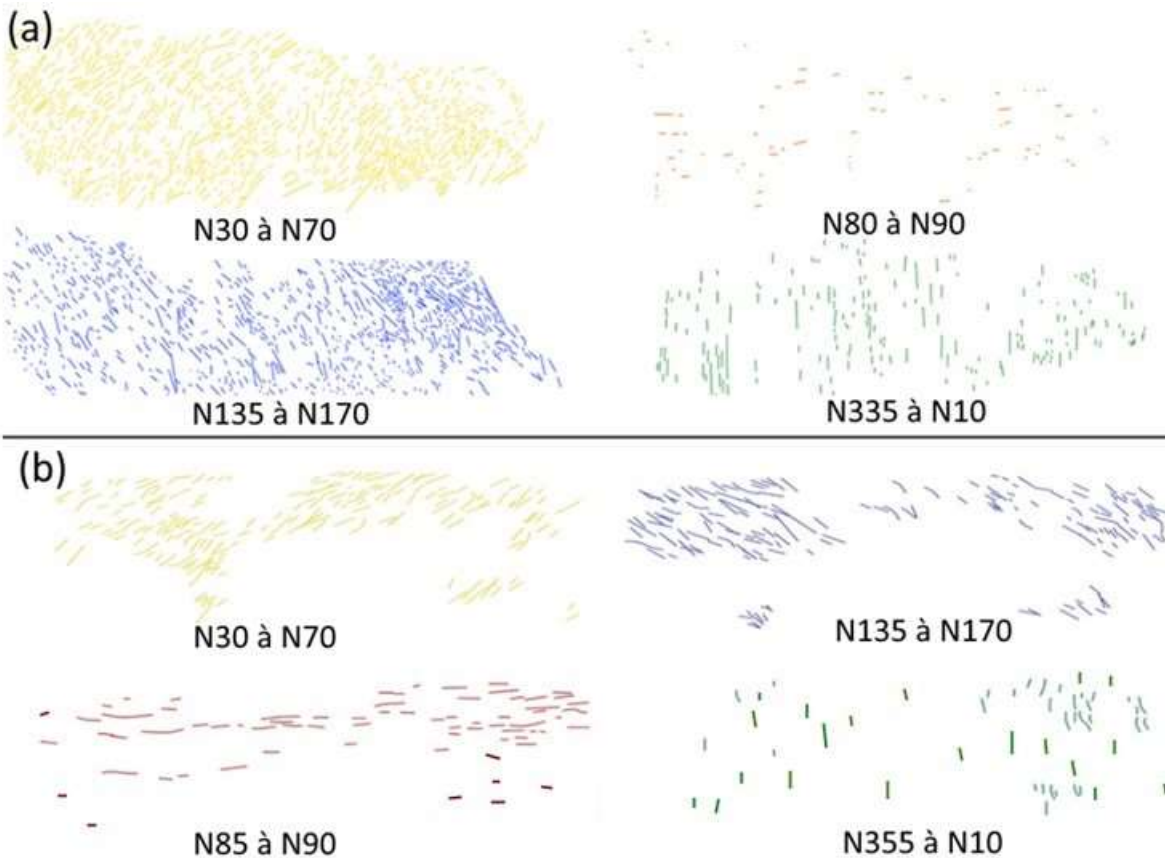 (a)
N30 à N70
N80 à N90
N135 à N170
N335 à N10
(b)
N30 à N70
N135 à N170
N85 à N90
N355 à N10